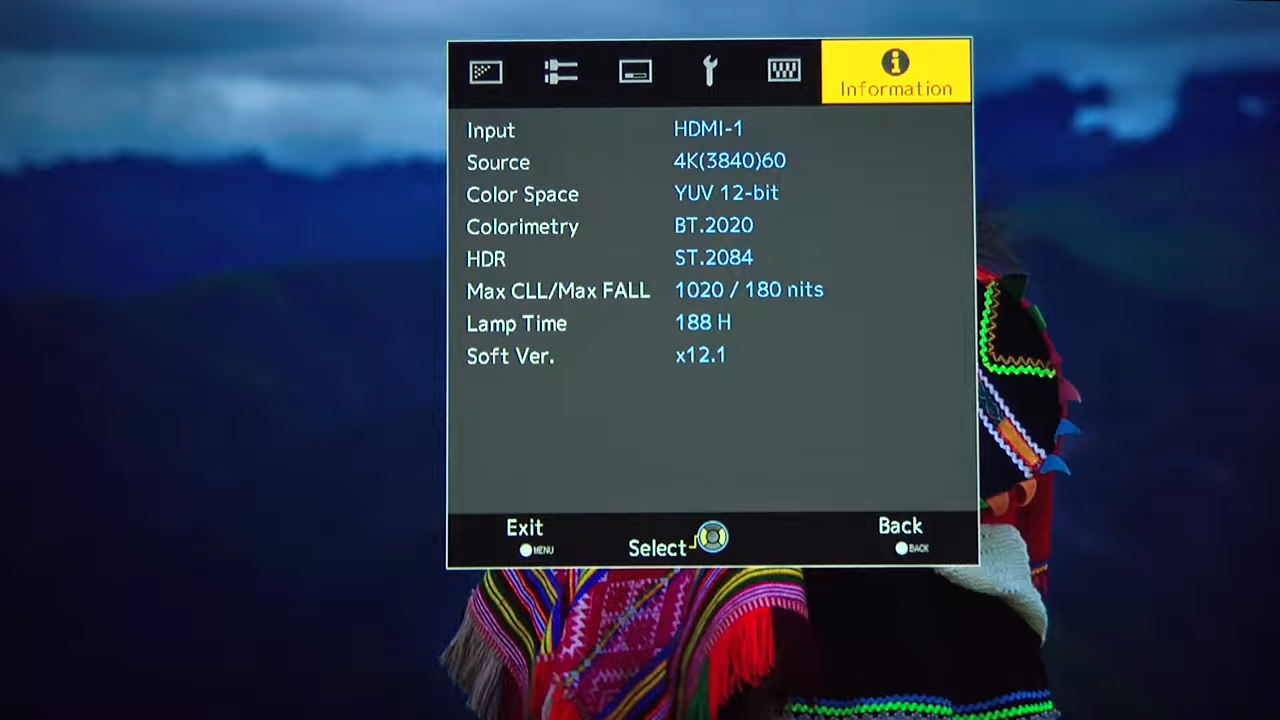 Information
Input HDMI-1
Source 4K(3840)60
Color Space YUV 12-bit
Colorimetry BT.2020
HDR ST.2084
Max CLL/Max FALL 1020 / 180 nits
Lamp Time 188 H
Soft Ver. x12.1
Exit
MENU
Select
Back
BACK